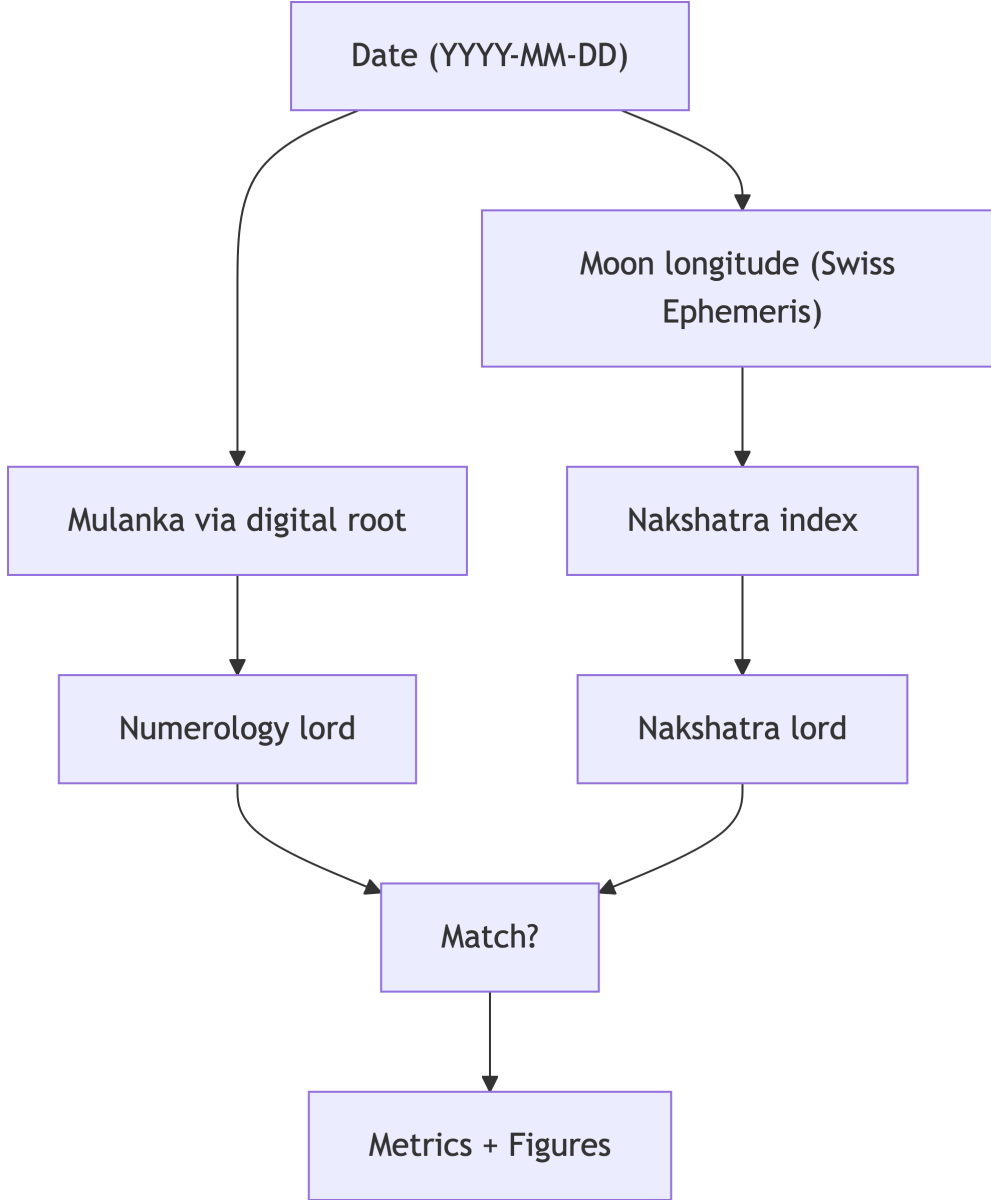 Date (YYYY-MM-DD)
Moon longitude (Swiss
Ephemeris)
Mulanka via digital root
Nakshatra index
Numerology lord
Nakshatra lord
Match?
Metrics + Figures